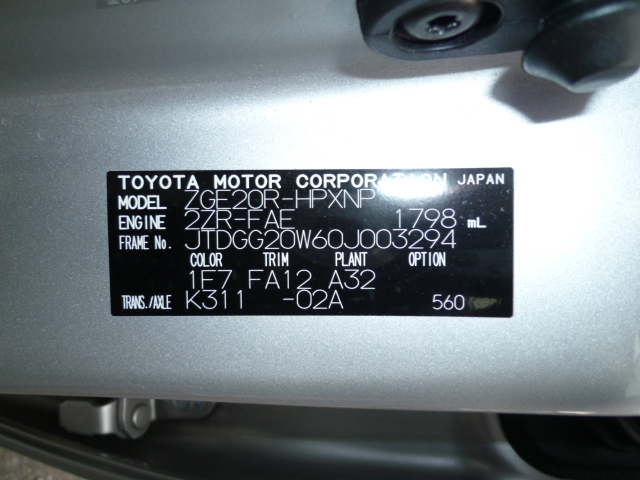 TOYOTA MOTOR CORPORATION JAPAN
MODEL ZGE20R-HPXNP
ENGINE 2ZR-FAE 1798 mL
FRAME No. JTDGG20W60J003294
COLOR TRIM PLANT OPTION
1E7 FA12 A32
TRANS./AXLE K311 -02A 560